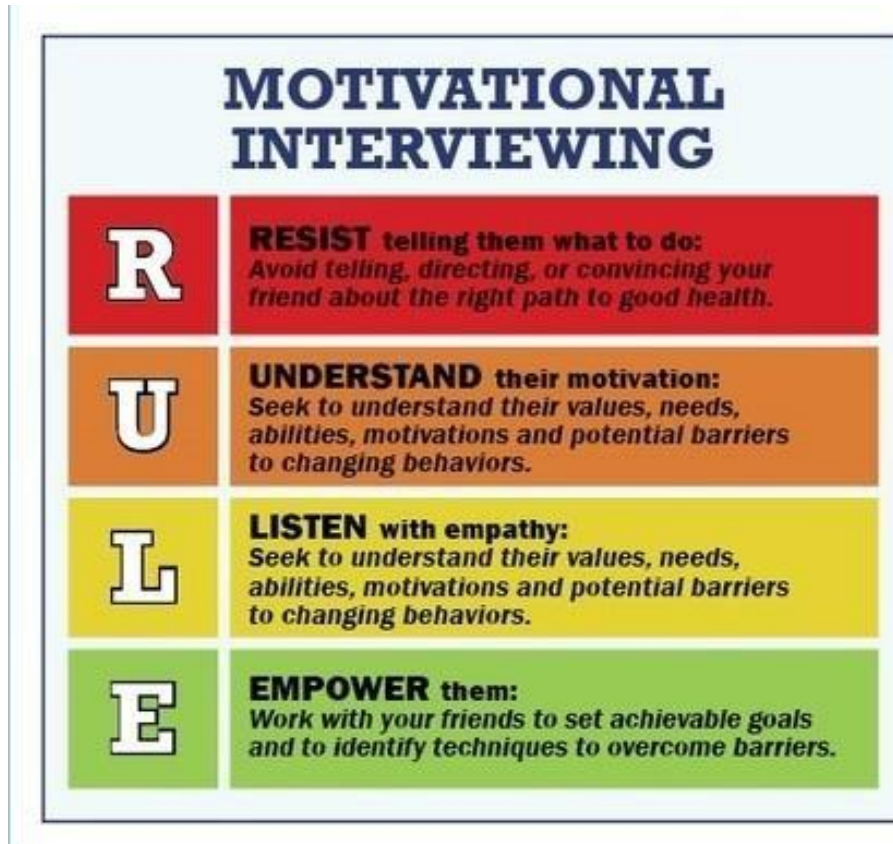 MOTIVATIONAL
INTERVIEWING
R
RESIST telling them what to do:
Avoid telling, directing, or convincing your
friend about the right path to good health.
U
UNDERSTAND their motivation:
Seek to understand their values, needs,
abilities, motivations and potential barriers
to changing behaviors.
L
LISTEN with empathy:
Seek to understand their values, needs,
abilities, motivations and potential barriers
to changing behaviors.
E
EMPOWER them:
Work with your friends to set achievable goals
and to identify techniques to overcome barriers.